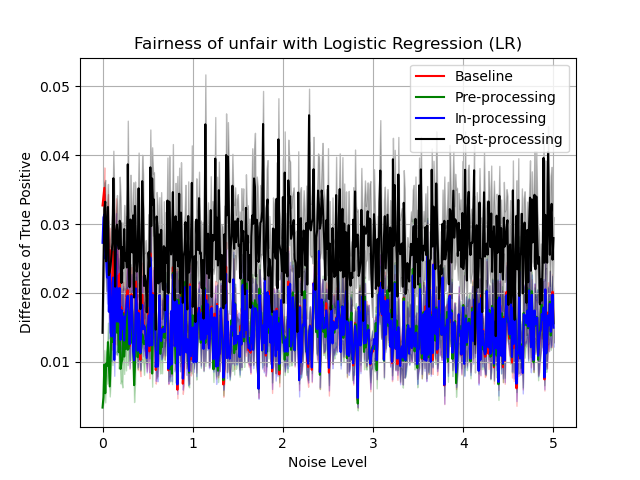 Fairness of unfair with Logistic Regression (LR)
Baseline
Pre-processing
In-processing
Post-processing
Difference of True Positive
0.05
0.04
0.03
0.02
0.01
0 1 2 3 4 5
Noise Level